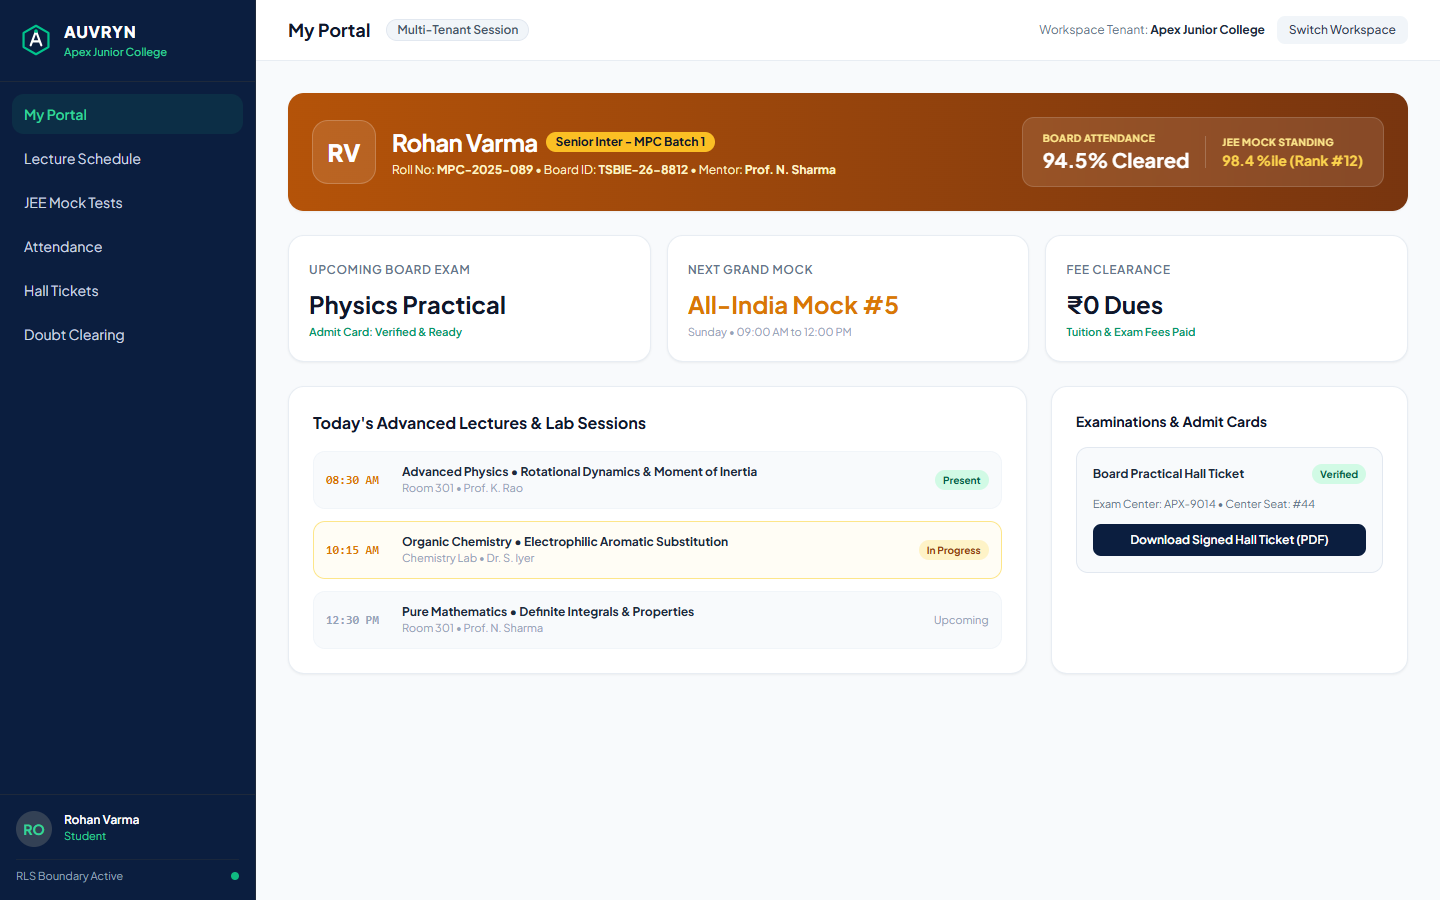 AUVRYN
Apex Junior College
My Portal
Lecture Schedule
JEE Mock Tests
Attendance
Hall Tickets
Doubt Clearing
RO
Rohan Varma
Student
RLS Boundary Active
My Portal
Multi-Tenant Session
Workspace Tenant: Apex Junior College
Switch Workspace
RV
Rohan Varma
Senior Inter - MPC Batch 1
Roll No: MPC-2025-089 • Board ID: TSBIE-26-8812 • Mentor: Prof. N. Sharma
BOARD ATTENDANCE
94.5% Cleared
JEE MOCK STANDING
98.4 %ile (Rank #12)
UPCOMING BOARD EXAM
Physics Practical
Admit Card: Verified & Ready
NEXT GRAND MOCK
All-India Mock #5
Sunday • 09:00 AM to 12:00 PM
FEE CLEARANCE
₹0 Dues
Tuition & Exam Fees Paid
Today's Advanced Lectures & Lab Sessions
08:30 AM
Advanced Physics • Rotational Dynamics & Moment of Inertia
Room 301 • Prof. K. Rao
Present
10:15 AM
Organic Chemistry • Electrophilic Aromatic Substitution
Chemistry Lab • Dr. S. Iyer
In Progress
12:30 PM
Pure Mathematics • Definite Integrals & Properties
Room 301 • Prof. N. Sharma
Upcoming
Examinations & Admit Cards
Board Practical Hall Ticket
Verified
Exam Center: APX-9014 • Center Seat: #44
Download Signed Hall Ticket (PDF)